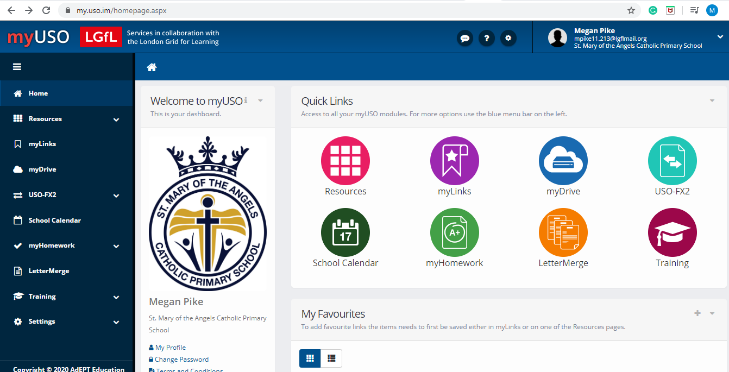 my.uso.im/homepage.aspx
M
myUSO LGfL Services in collaboration with
the London Grid for Learning
Megan Pike
mpike11.213@lgflmail.org
St. Mary of the Angels Catholic Primary School
Home
Resources
myLinks
myDrive
USO-FX2
School Calendar
myHomework
LetterMerge
Training
Settings
Copyright © 2020 AdEPT Education
Welcome to myUSO
This is your dashboard.
ST. MARY OF THE ANGELS
CATHOLIC PRIMARY SCHOOL
Megan Pike
St. Mary of the Angels Catholic Primary
School
My Profile
Change Password
Terms and Conditions
Quick Links
Access to all your myUSO modules. For more options use the blue menu bar on the left.
Resources
myLinks
myDrive
USO-FX2
17
A+
School Calendar
myHomework
LetterMerge
Training
My Favourites
To add favourite links the items needs to first be saved either in myLinks or on one of the Resources pages.